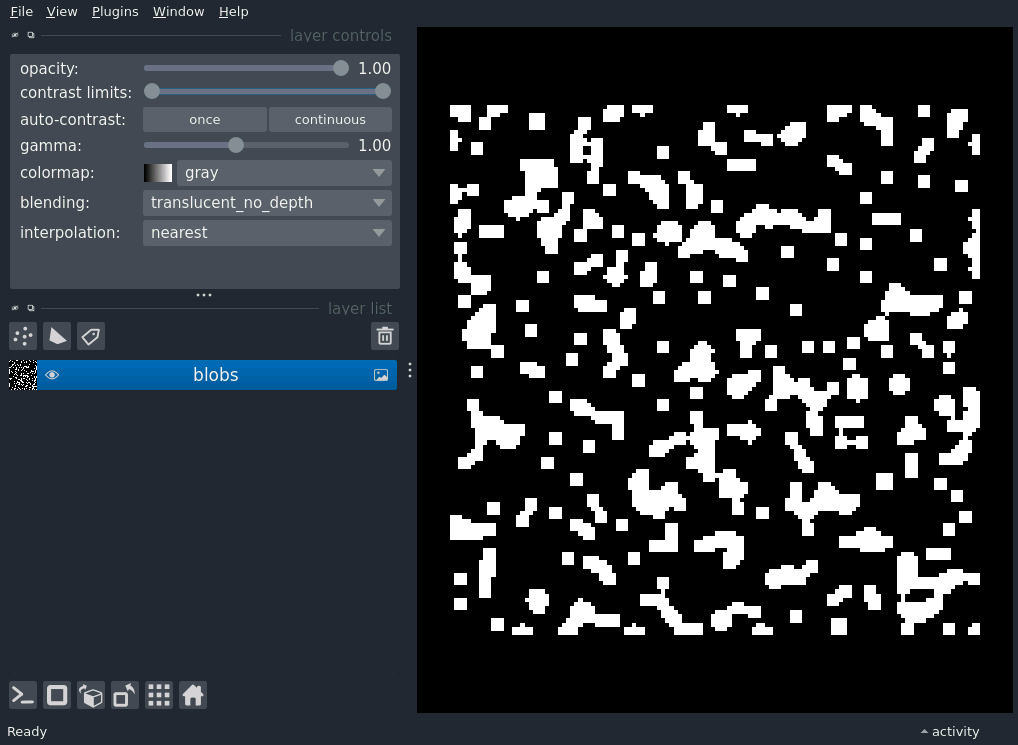 File View Plugins Window Help
layer controls
opacity: 1.00
contrast limits:
auto-contrast: once continuous
gamma: 1.00
colormap: gray
blending: translucent_no_depth
interpolation: nearest
layer list
blobs
Ready activity